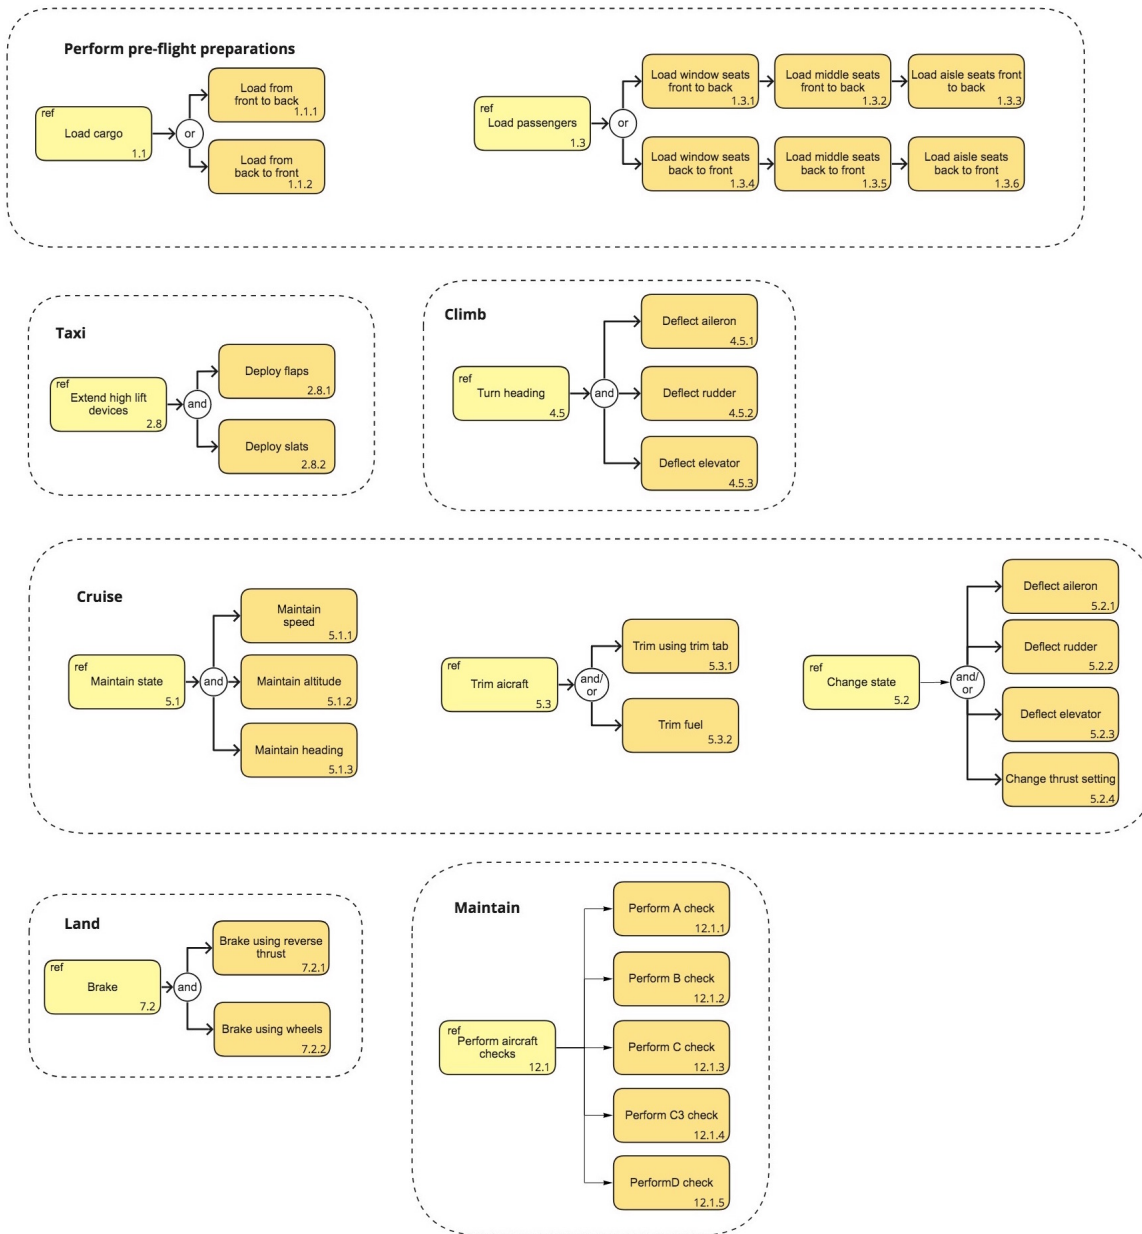 Perform pre-flight preparations
ref
Load cargo
1.1
or
Load from
front to back
1.1.1
Load from
back to front
1.1.2
ref
Load passengers
1.3
or
Load window seats
front to back
1.3.1
Load middle seats
front to back
1.3.2
Load aisle seats front
to back
1.3.3
Load window seats
back to front
1.3.4
Load middle seats
back to front
1.3.5
Load aisle seats
back to front
1.3.6
Taxi
ref
Extend high lift
devices
2.8
and
Deploy flaps
2.8.1
Deploy slats
2.8.2
Climb
ref
Turn heading
4.5
and
Deflect aileron
4.5.1
Deflect rudder
4.5.2
Deflect elevator
4.5.3
Cruise
ref
Maintain state
5.1
and
Maintain
speed
5.1.1
Maintain altitude
5.1.2
Maintain heading
5.1.3
ref
Trim aicraft
5.3
and/
or
Trim using trim tab
5.3.1
Trim fuel
5.3.2
ref
Change state
5.2
and/
or
Deflect aileron
5.2.1
Deflect rudder
5.2.2
Deflect elevator
5.2.3
Change thrust setting
5.2.4
Land
ref
Brake
7.2
and
Brake using reverse
thrust
7.2.1
Brake using wheels
7.2.2
Maintain
ref
Perform aircraft
checks
12.1
Perform A check
12.1.1
Perform B check
12.1.2
Perform C check
12.1.3
Perform C3 check
12.1.4
PerformD check
12.1.5